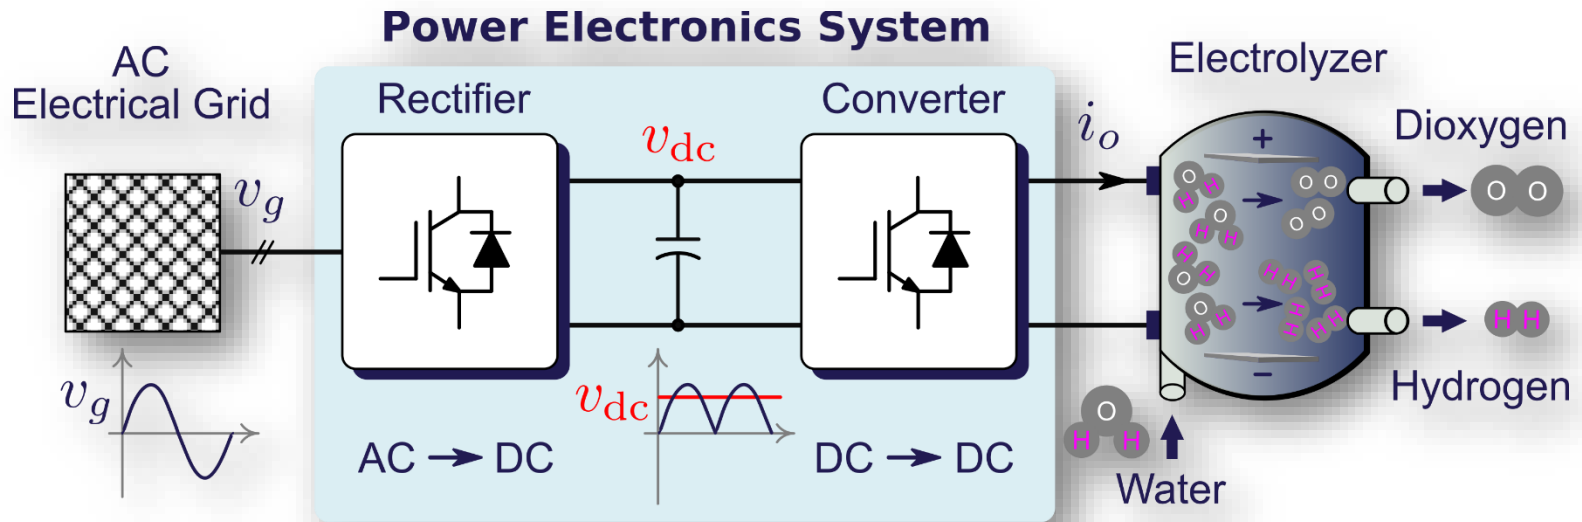 Power Electronics System
AC
Electrical Grid
Rectifier
Converter
Electrolyzer
Dioxygen
v_g
v_dc
i_o
+
O
H H
O
H H
H
O H
O
H H
O O
O O
H H
H H
H H
H H
−
O O
H H
Hydrogen
v_g
v_dc
AC → DC
DC → DC
O
H H
Water